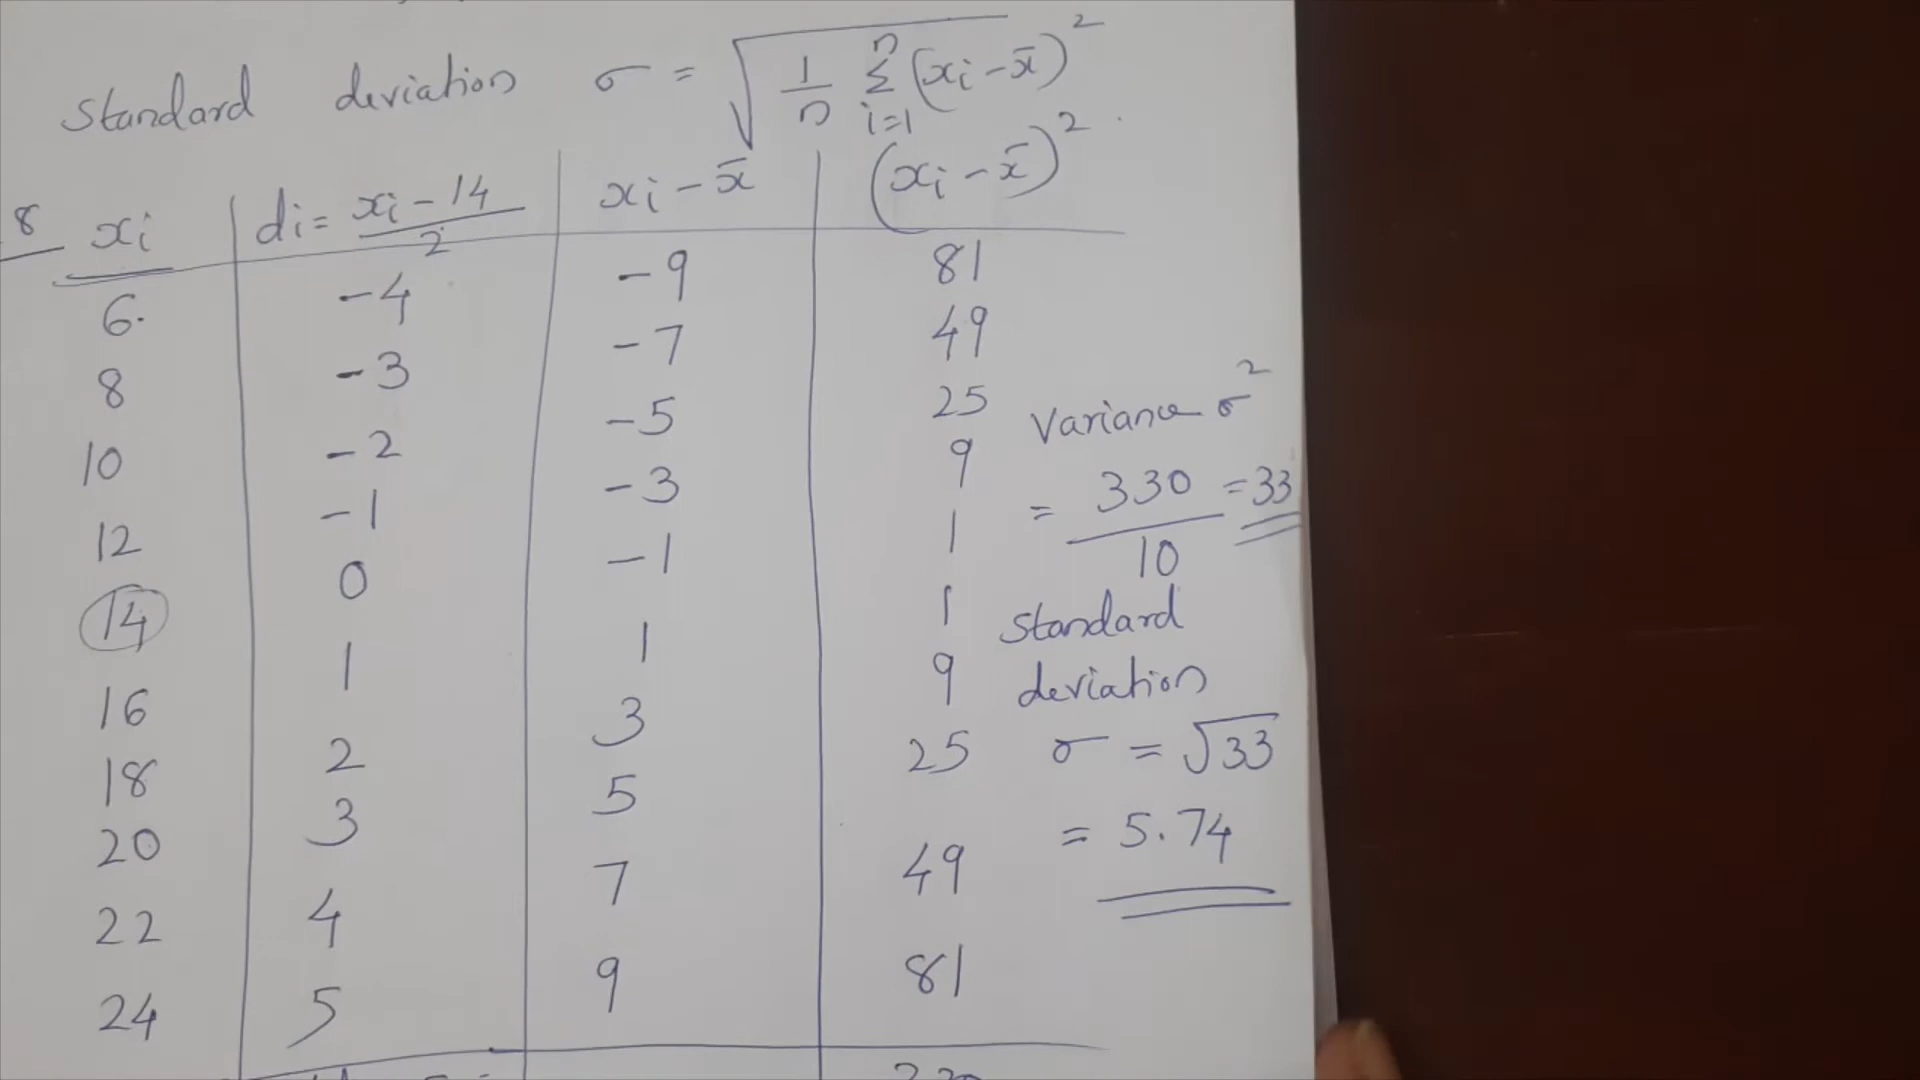 Standard deviation σ = √(1/n Σ_{i=1}^{n} (xi - x̄)²)
8 xi | di = (xi - 14)/2 | xi - x̄ | (xi - x̄)²
6. | -4 | -9 | 81
8 | -3 | -7 | 49
10 | -2 | -5 | 25
12 | -1 | -3 | 9
14 | 0 | -1 | 1
16 | 1 | 1 | 1
18 | 2 | 3 | 9
20 | 3 | 5 | 25
22 | 4 | 7 | 49
24 | 5 | 9 | 81
Variance σ²
= 330/10 = 33
Standard
deviation
σ = √33
= 5.74